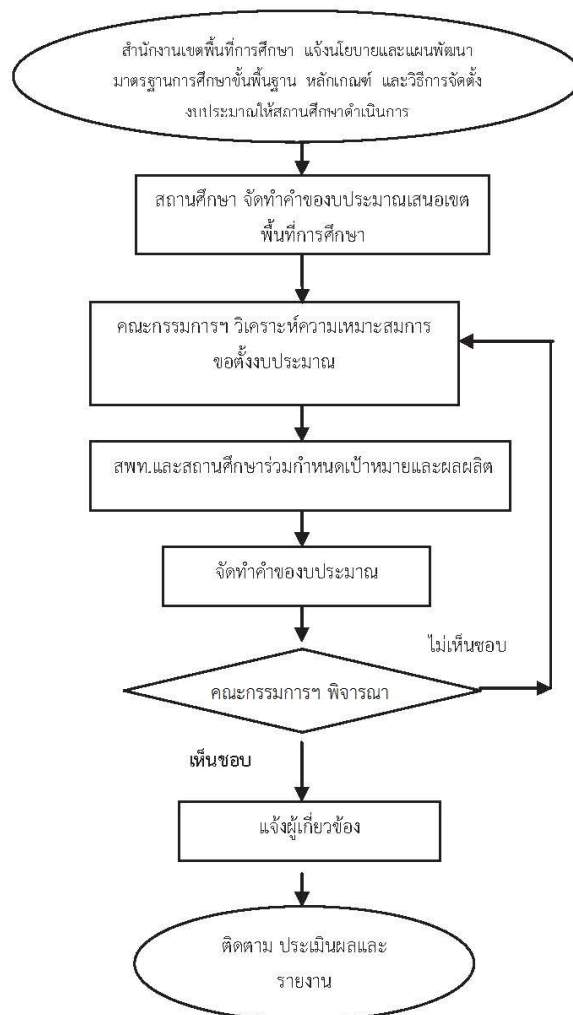 สำนักงานเขตพื้นที่การศึกษา แจ้งนโยบายและแผนพัฒนา
มาตรฐานการศึกษาขั้นพื้นฐาน หลักเกณฑ์ และวิธีการจัดตั้ง
งบประมาณให้สถานศึกษาดำเนินการ
สถานศึกษา จัดทำคำของบประมาณเสนอเขต
พื้นที่การศึกษา
คณะกรรมการฯ วิเคราะห์ความเหมาะสมการ
ขอตั้งงบประมาณ
สพท.และสถานศึกษาร่วมกำหนดเป้าหมายและผลผลิต
จัดทำคำของบประมาณ
ไม่เห็นชอบ
คณะกรรมการฯ พิจารณา
เห็นชอบ
แจ้งผู้เกี่ยวข้อง
ติดตาม ประเมินผลและ
รายงาน